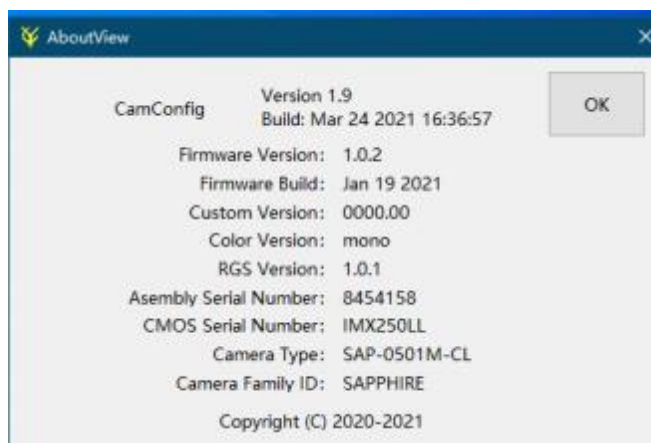 AboutView
CamConfig
Version 1.9
Build: Mar 24 2021 16:36:57
OK
Firmware Version: 1.0.2
Firmware Build: Jan 19 2021
Custom Version: 0000.00
Color Version: mono
RGS Version: 1.0.1
Asembly Serial Number: 8454158
CMOS Serial Number: IMX250LL
Camera Type: SAP-0501M-CL
Camera Family ID: SAPPHIRE
Copyright (C) 2020-2021